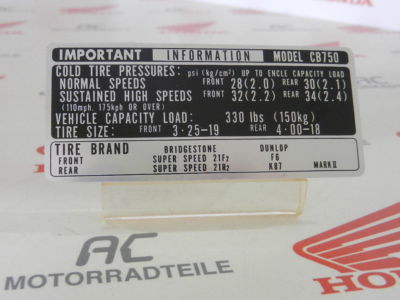 IMPORTANT INFORMATION MODEL CB750
COLD TIRE PRESSURES: psi (kg/cm²) UP TO ENCLE CAPACITY LOAD
NORMAL SPEEDS FRONT 28(2.0) REAR 30(2.1)
SUSTAINED HIGH SPEEDS FRONT 32(2.2) REAR 34(2.4)
(110mph. 175kph OR OVER)
VEHICLE CAPACITY LOAD: 330 lbs (150kg)
TIRE SIZE: FRONT 3·25-19 REAR 4·00-18
TIRE BRAND BRIDGESTONE DUNLOP
FRONT SUPER SPEED 21F2 F6
REAR SUPER SPEED 21R2 K87 MARKⅡ
AC
MOTORRADTEILE
HONDA